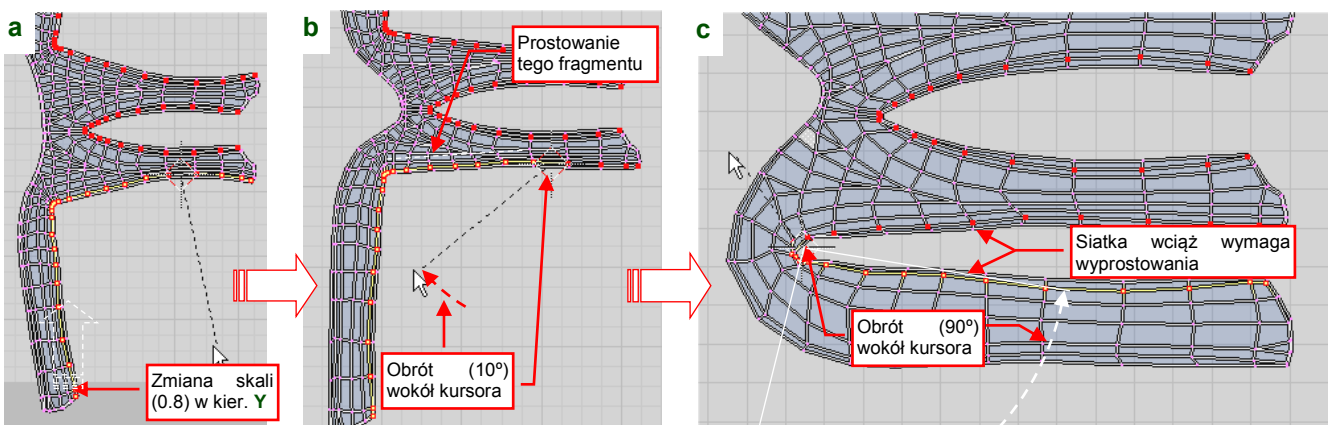 a
b
c
Prostowanie
tego fragmentu
Zmiana skali
(0.8) w kier. Y
Obrót (10º)
wokół kursora
Obrót (90º)
wokół kursora
Siatka wciąż wymaga
wyprostowania